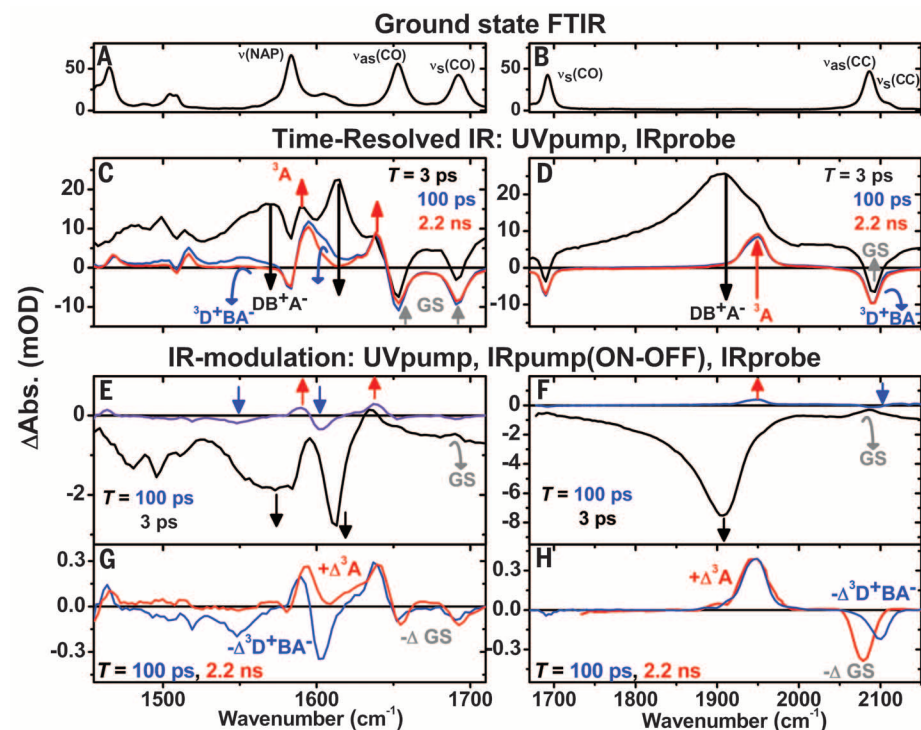 Ground state FTIR
A
ν(NAP)
νas(CO)
νs(CO)
50
0
B
νs(CO)
νas(CC)
νs(CC)
50
0
Time-Resolved IR: UVpump, IRprobe
C
3A
T = 3 ps
100 ps
2.2 ns
20
10
0
-10
3D+BA-
DB+A-
GS
D
T = 3 ps
100 ps
2.2 ns
20
10
0
-10
GS
DB+A-
3A
3D+BA-
IR-modulation: UVpump, IRpump(ON-OFF), IRprobe
ΔAbs. (mOD)
E
0
-2
GS
T = 100 ps
3 ps
F
0
-2
-4
-6
-8
GS
T = 100 ps
3 ps
G
0.3
0.0
-0.3
+Δ3A
-Δ3D+BA-
-Δ GS
T = 100 ps, 2.2 ns
H
0.3
0.0
0.3
+Δ3A
-Δ3D+BA-
-Δ GS
T = 100 ps, 2.2 ns
1500 1600 1700
Wavenumber (cm-1)
1700 1800 1900 2000 2100
Wavenumber (cm-1)